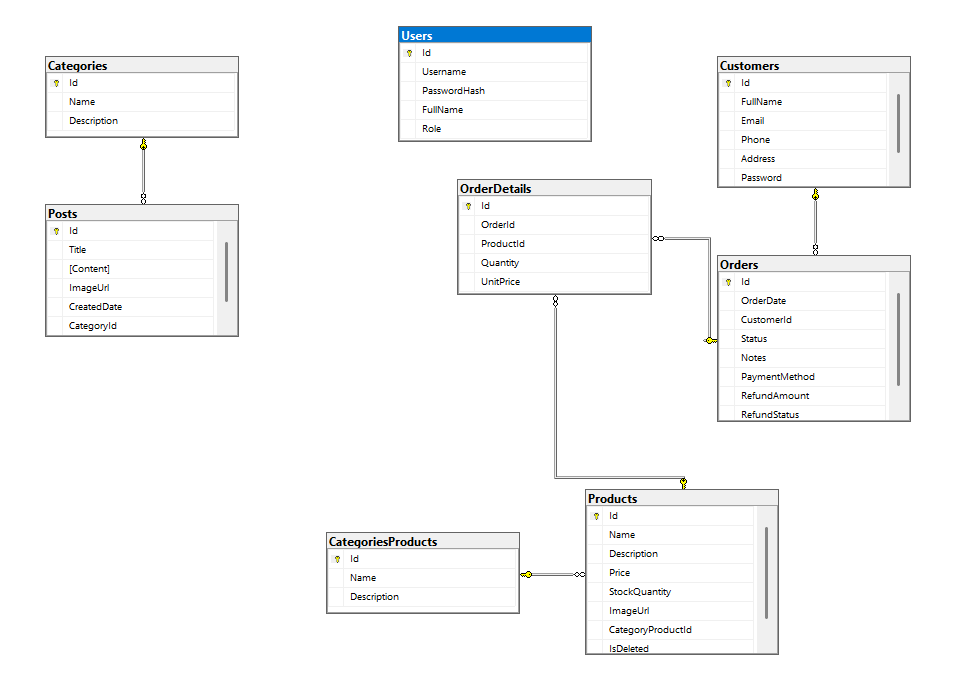 Users
Id
Username
PasswordHash
FullName
Role
Categories
Id
Name
Description
Customers
Id
FullName
Email
Phone
Address
Password
OrderDetails
Id
OrderId
ProductId
Quantity
UnitPrice
Posts
Id
Title
[Content]
ImageUrl
CreatedDate
CategoryId
Orders
Id
OrderDate
CustomerId
Status
Notes
PaymentMethod
RefundAmount
RefundStatus
Products
Id
Name
Description
Price
StockQuantity
ImageUrl
CategoryProductId
IsDeleted
CategoriesProducts
Id
Name
Description